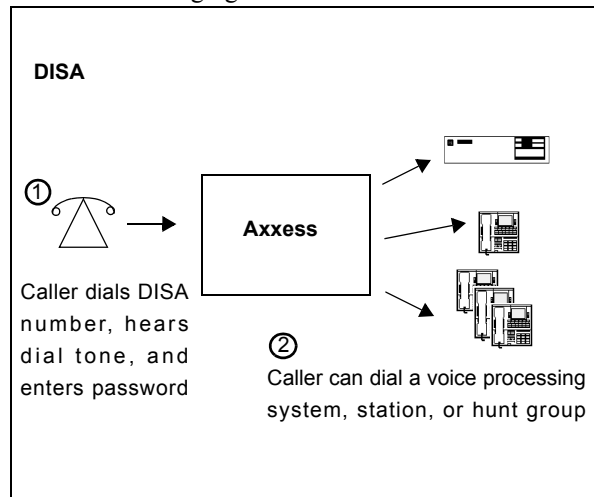 DISA
①
Axxess
Caller dials DISA
number, hears
dial tone, and
enters password
②
Caller can dial a voice processing
system, station, or hunt group